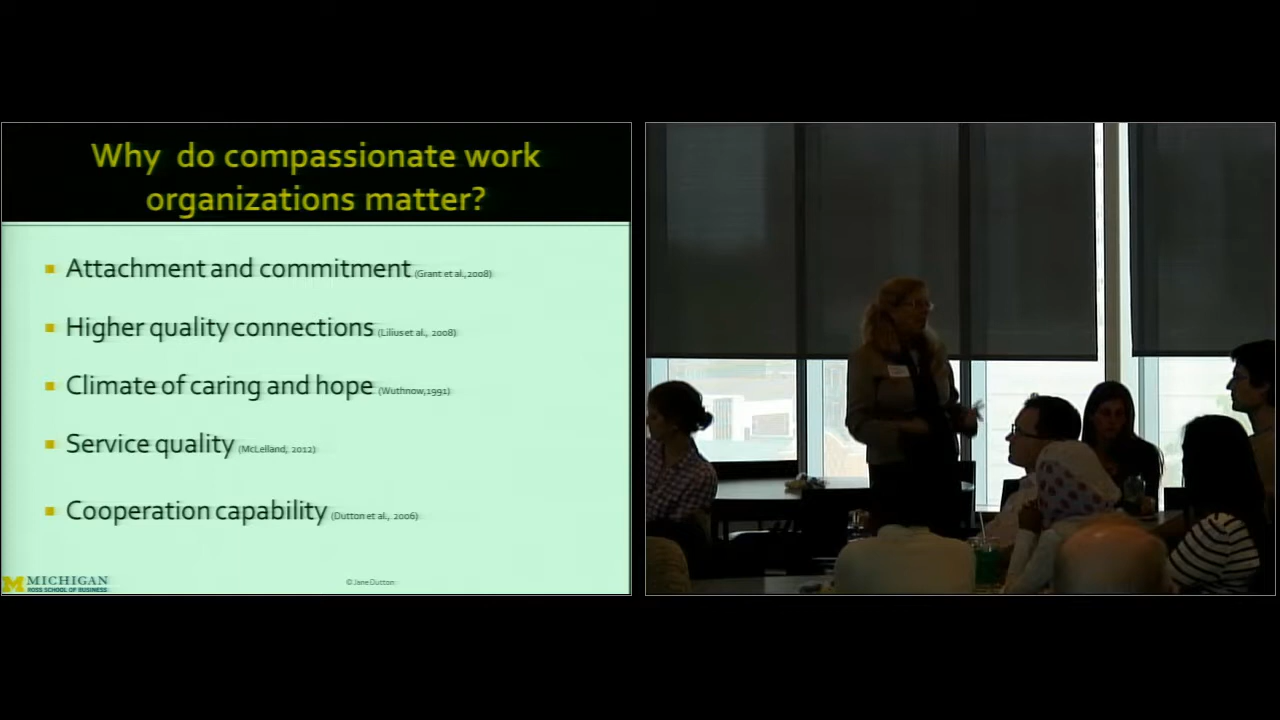 Why do compassionate work
organizations matter?
Attachment and commitment (Grant et al., 2008)
Higher quality connections (Lilius et al., 2008)
Climate of caring and hope (Wuthnow, 1991)
Service quality (McLelland, 2012)
Cooperation capability (Dutton et al., 2006)
M MICHIGAN
ROSS SCHOOL OF BUSINESS
© Jane Dutton